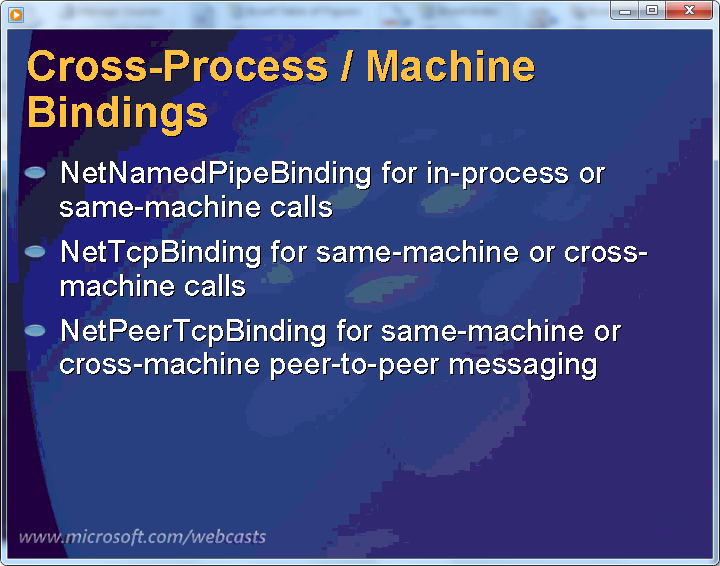 Cross-Process / Machine
Bindings
NetNamedPipeBinding for in-process or
same-machine calls
NetTcpBinding for same-machine or cross-
machine calls
NetPeerTcpBinding for same-machine or
cross-machine peer-to-peer messaging
www.microsoft.com/webcasts